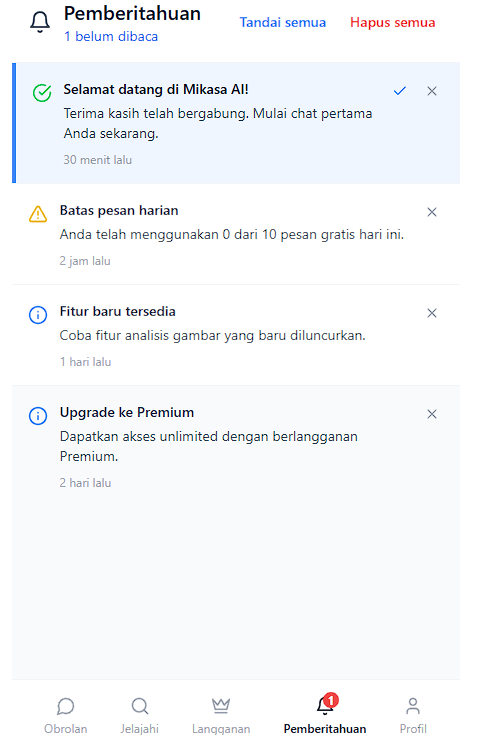 Pemberitahuan
1 belum dibaca
Tandai semua
Hapus semua
Selamat datang di Mikasa AI!
Terima kasih telah bergabung. Mulai chat pertama
Anda sekarang.
30 menit lalu
Batas pesan harian
Anda telah menggunakan 0 dari 10 pesan gratis hari ini.
2 jam lalu
Fitur baru tersedia
Coba fitur analisis gambar yang baru diluncurkan.
1 hari lalu
Upgrade ke Premium
Dapatkan akses unlimited dengan berlangganan
Premium.
2 hari lalu
1
Obrolan
Jelajahi
Langganan
Pemberitahuan
Profil